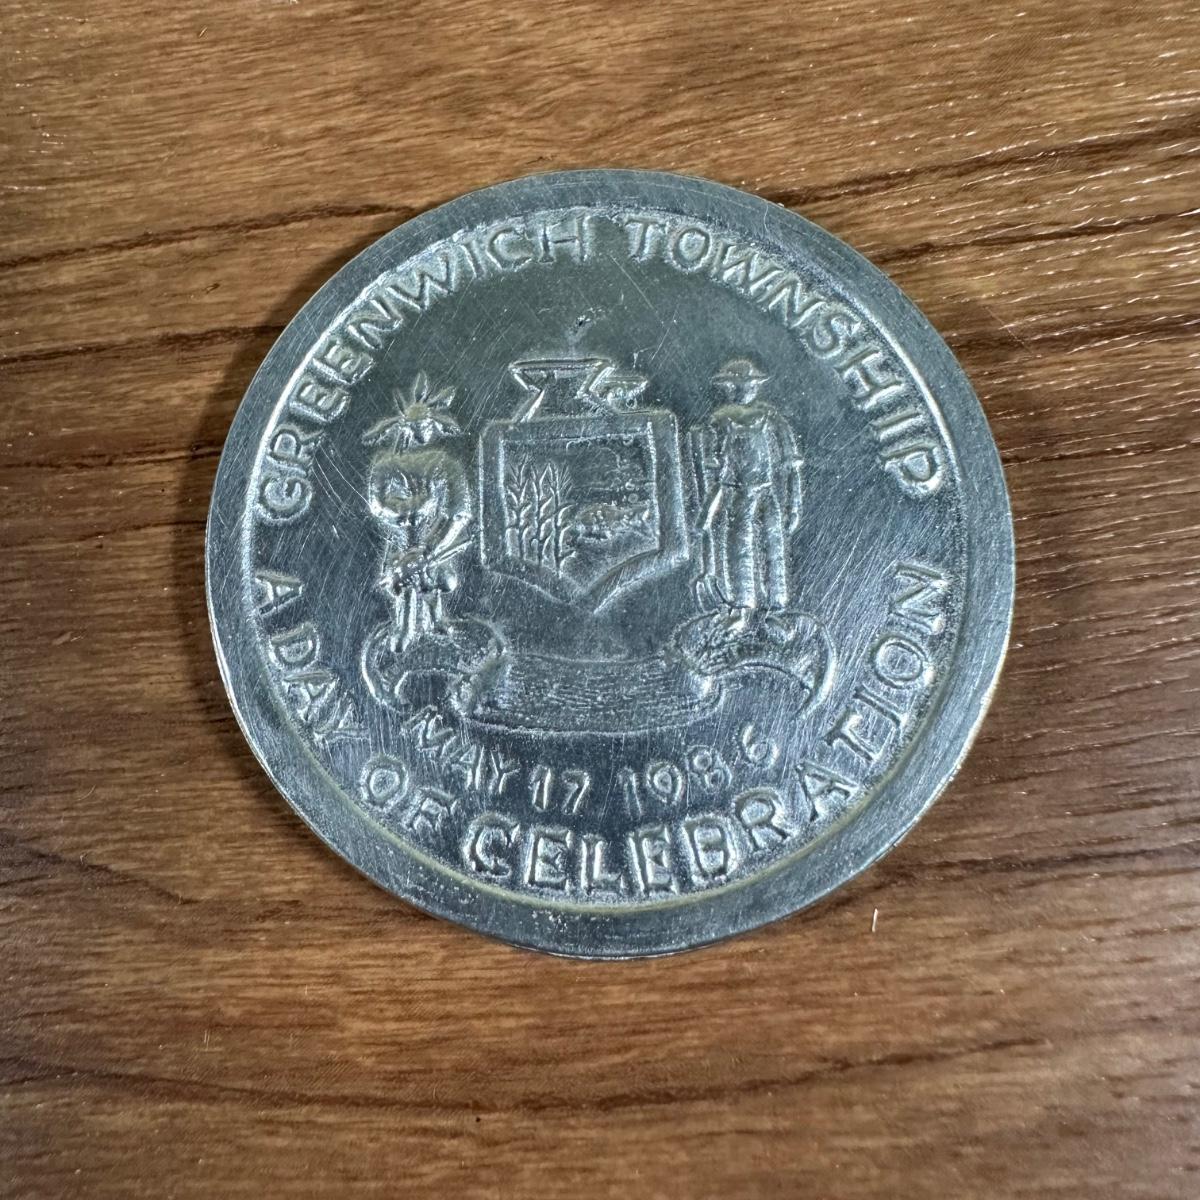 GREENWICH TOWNSHIP
MAY 17 1986
A DAY OF CELEBRATION